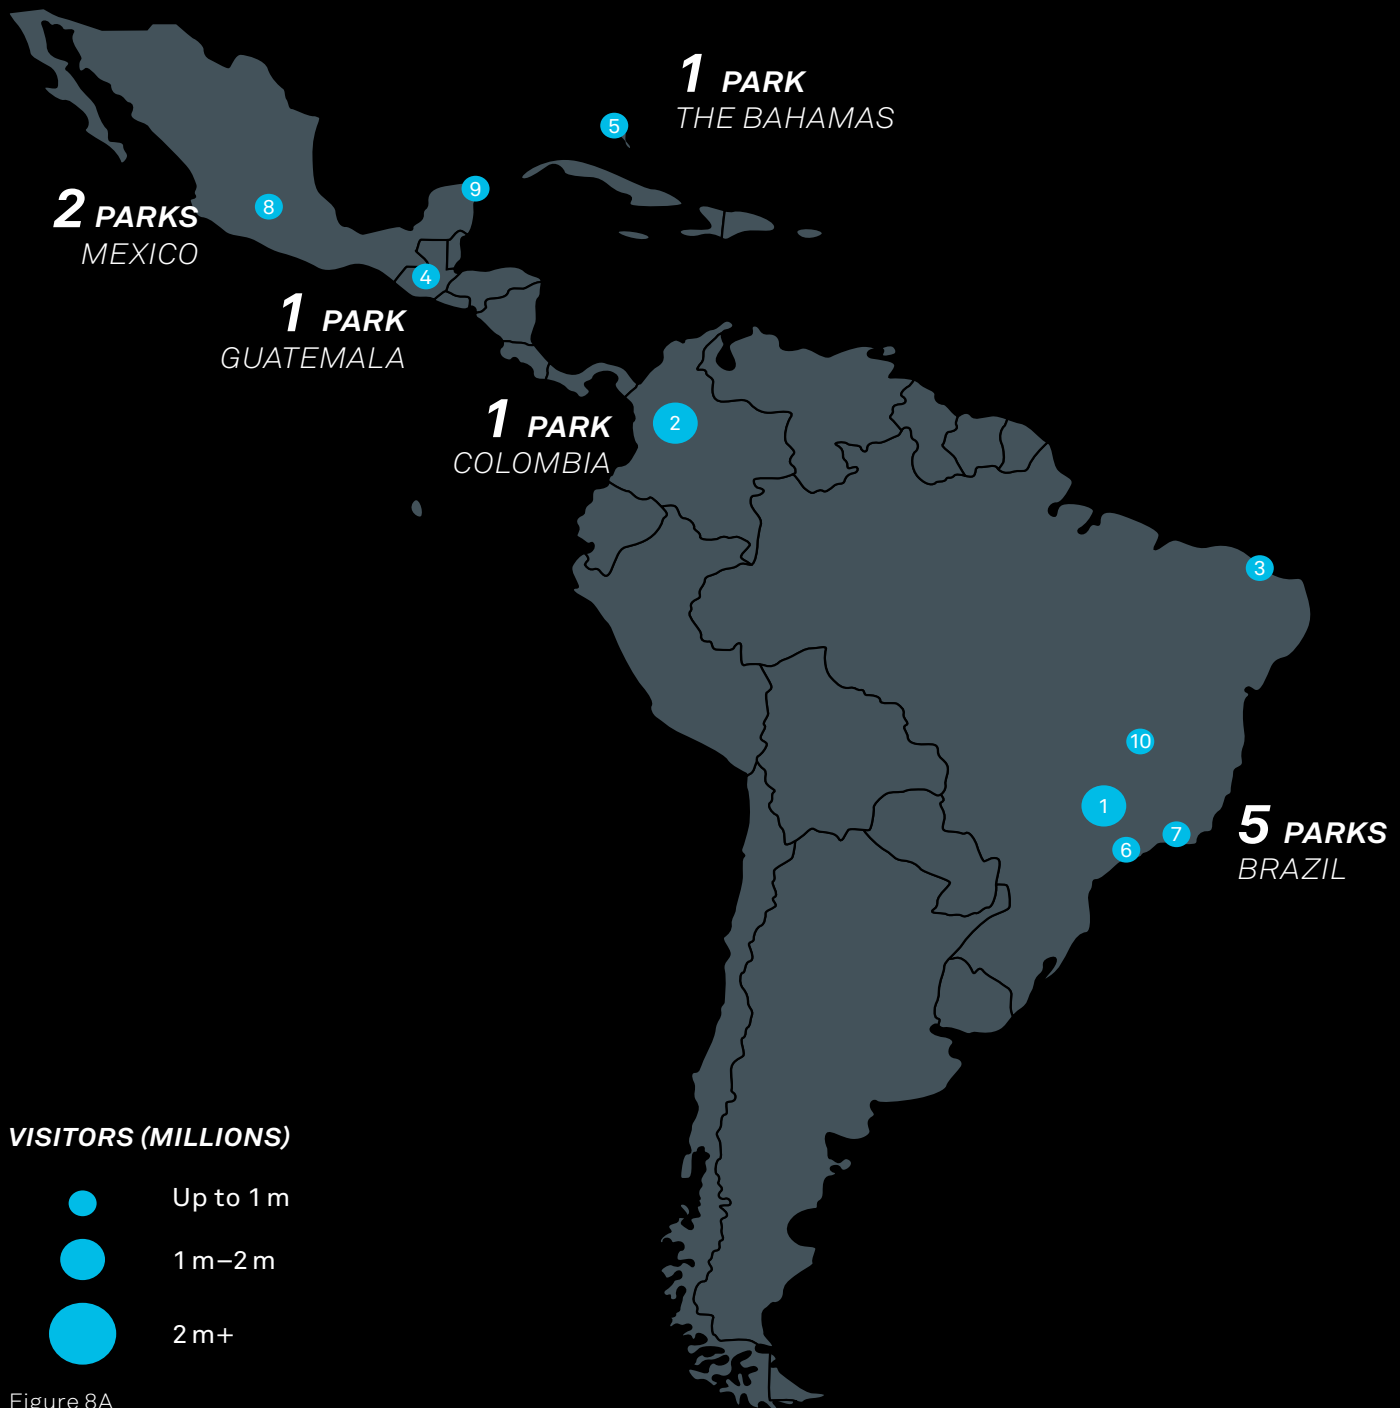 1 PARK
THE BAHAMAS
5
9
8
2 PARKS
MEXICO
4
1 PARK
GUATEMALA
2
1 PARK
COLOMBIA
3
10
1
7
6
5 PARKS
BRAZIL
VISITORS (MILLIONS)
Up to 1 m
1 m–2 m
2 m+
Figure 8A